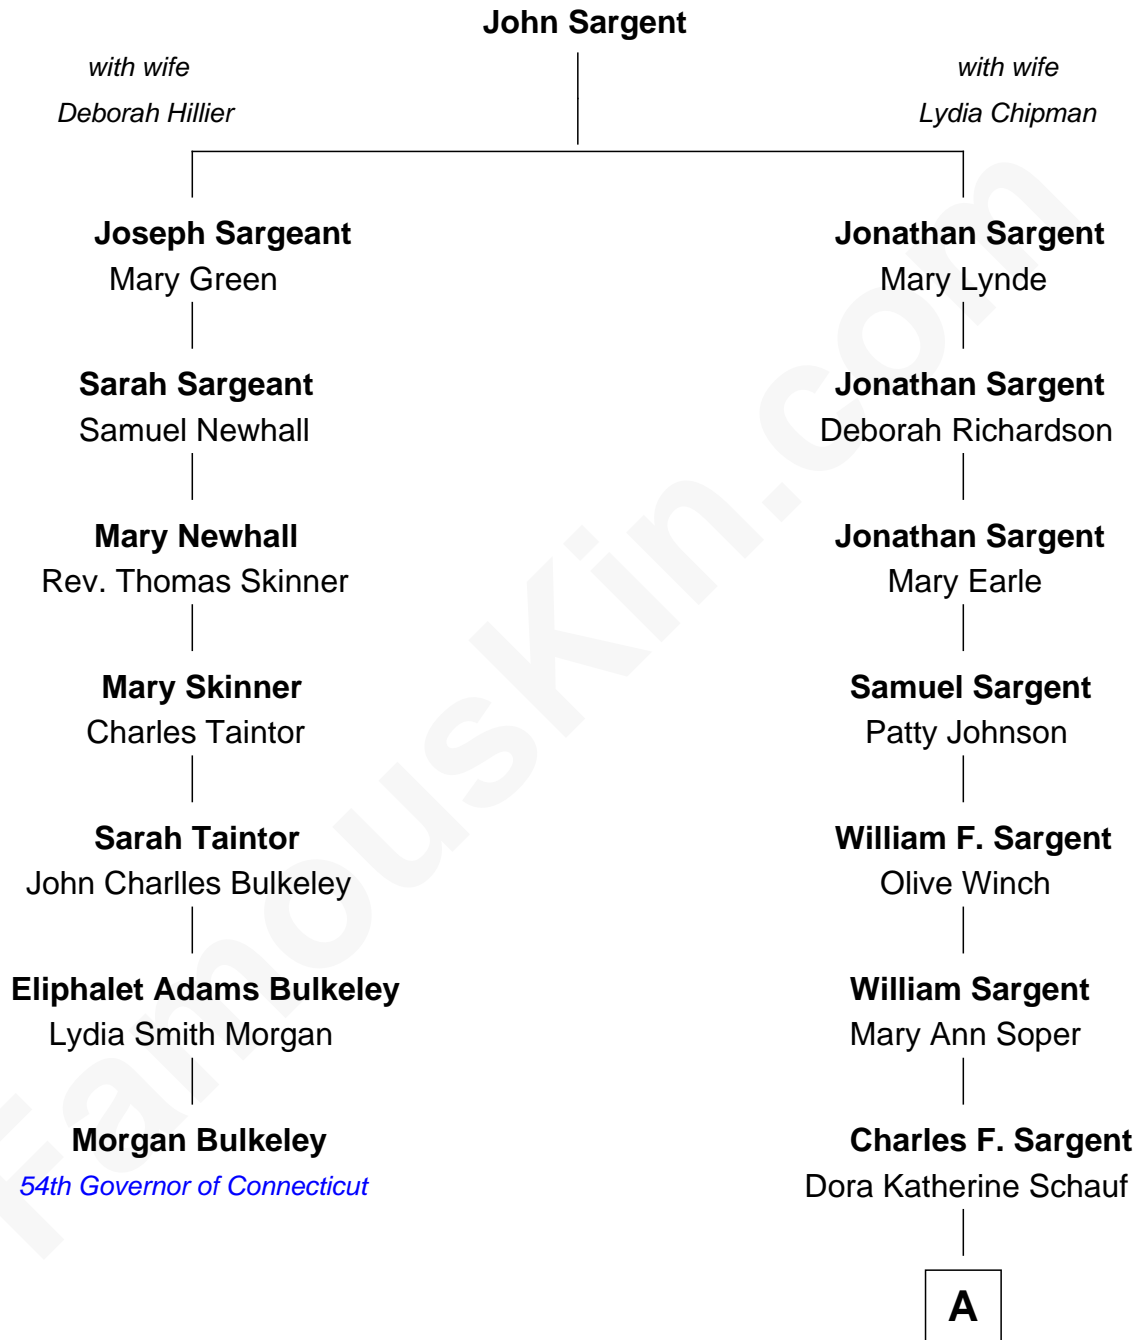 John Sargent
with wife
Deborah Hillier
with wife
Lydia Chipman
Joseph Sargeant
Mary Green
Jonathan Sargent
Mary Lynde
Sarah Sargeant
Samuel Newhall
Jonathan Sargent
Deborah Richardson
Mary Newhall
Rev. Thomas Skinner
Jonathan Sargent
Mary Earle
Mary Skinner
Charles Taintor
Samuel Sargent
Patty Johnson
Sarah Taintor
John Charlles Bulkeley
William F. Sargent
Olive Winch
Eliphalet Adams Bulkeley
Lydia Smith Morgan
William Sargent
Mary Ann Soper
Morgan Bulkeley
54th Governor of Connecticut
Charles F. Sargent
Dora Katherine Schauf
A
FamousKin.com